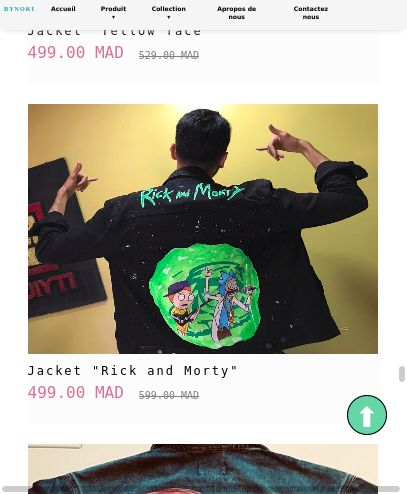 BYNOKI
Accueil
Produit
Collection
Apropos de
nous
Contactez
nous
Jacket "Yellow face"
499.00 MAD
529.00 MAD
Rick and Morty
Jacket "Rick and Morty"
499.00 MAD
599.00 MAD